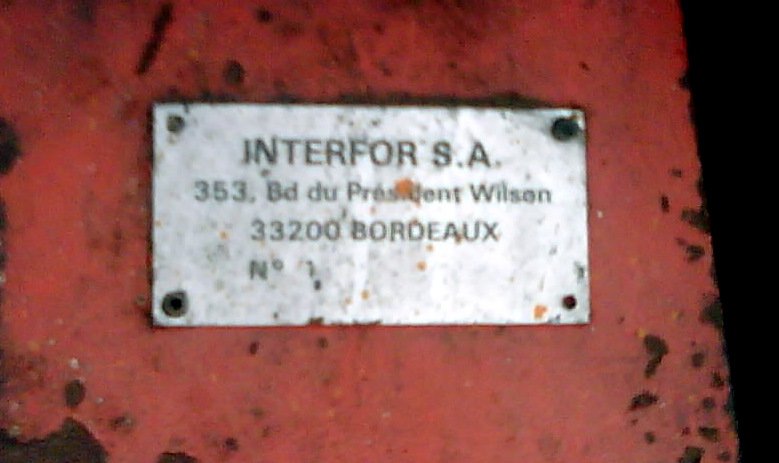 INTERFOR S.A.
353, Bd du Président Wilson
33200 BORDEAUX
N° 1